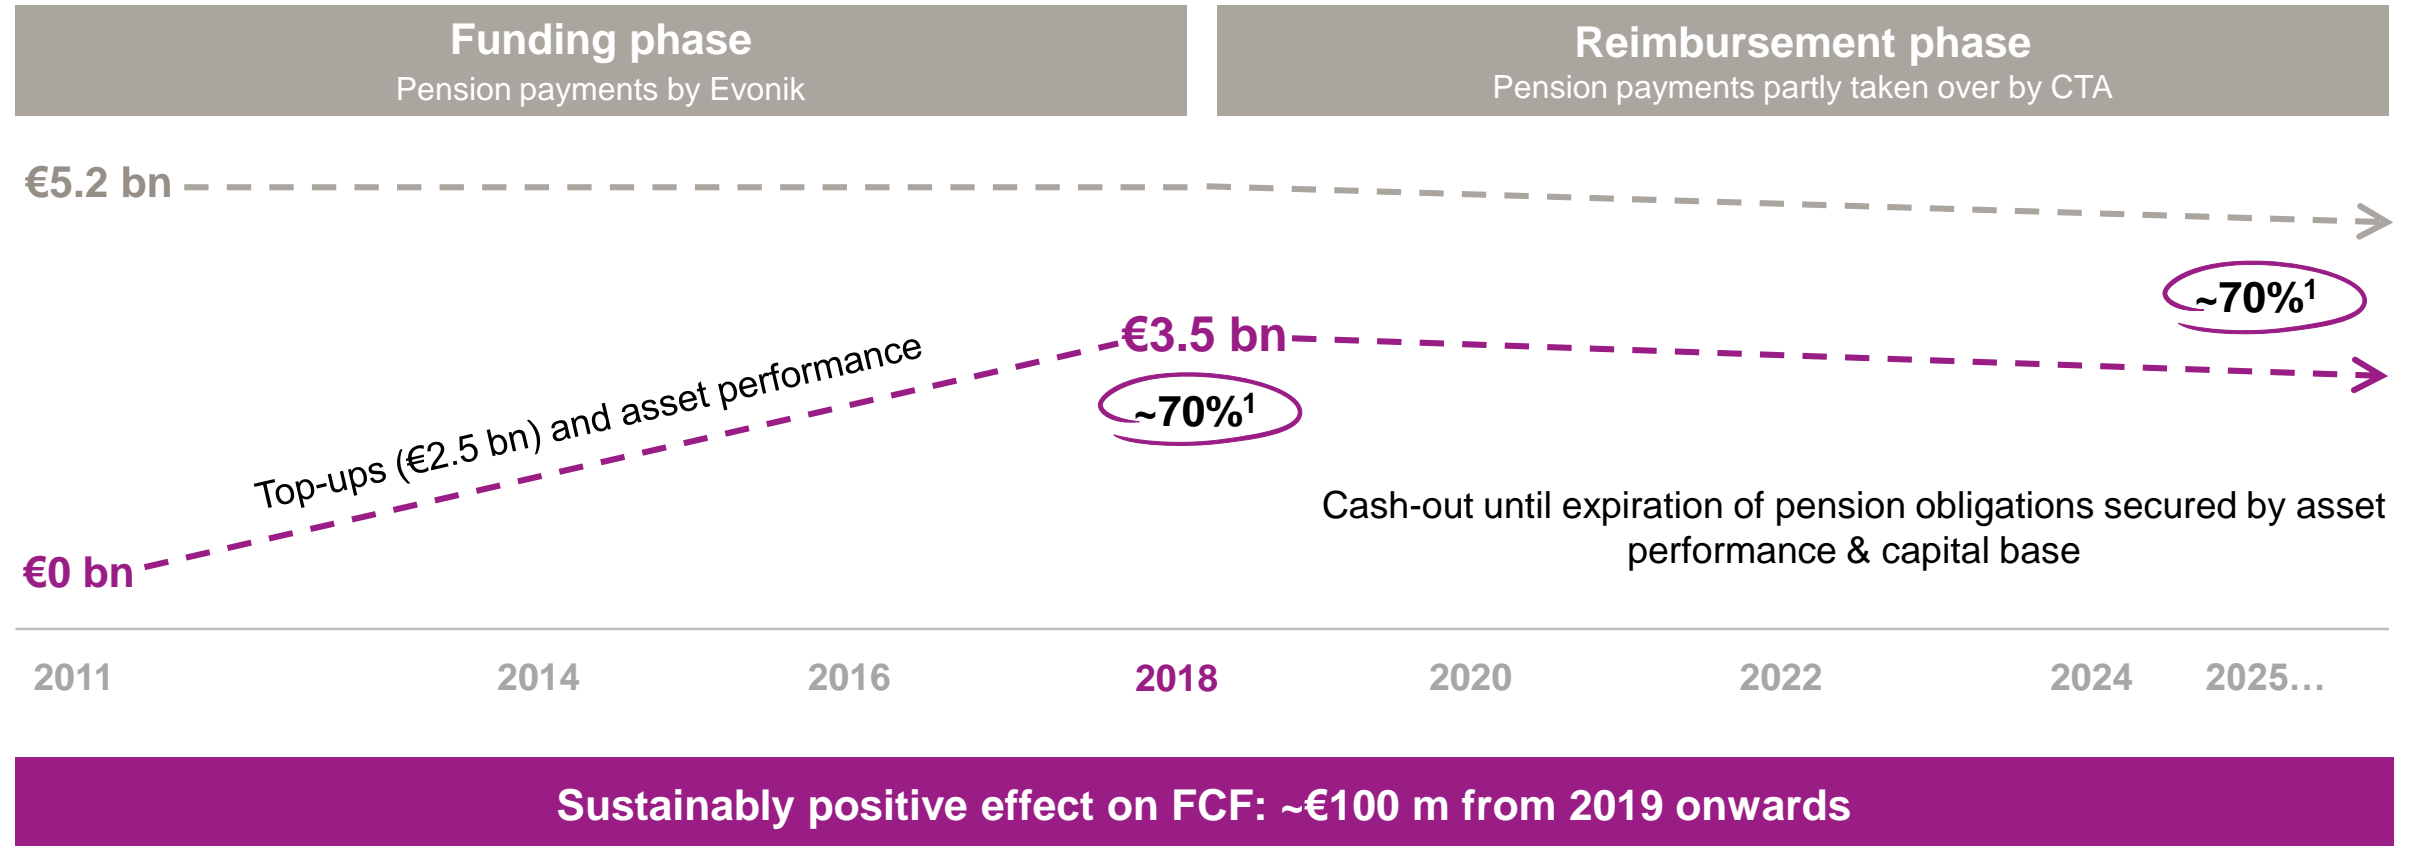 Funding phase
Pension payments by Evonik
Reimbursement phase
Pension payments partly taken over by CTA
€5.2 bn
~70%¹
€3.5 bn
Top-ups (€2.5 bn) and asset performance
~70%¹
Cash-out until expiration of pension obligations secured by asset
performance & capital base
€0 bn
2011 2014 2016 2018 2020 2022 2024 2025…
Sustainably positive effect on FCF: ~€100 m from 2019 onwards